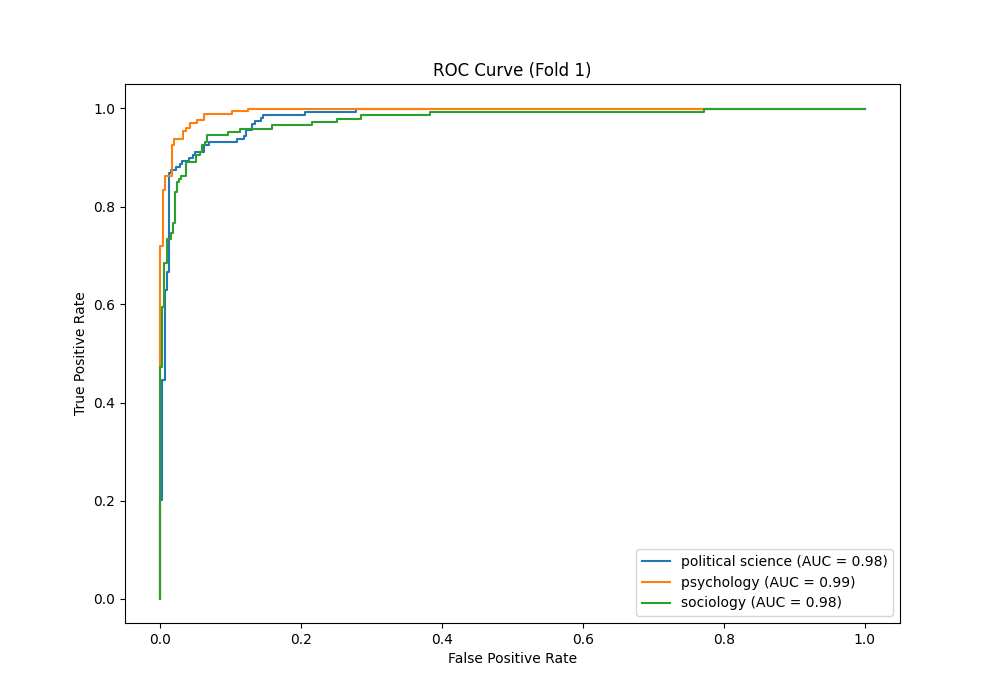 ROC Curve (Fold 1)
True Positive Rate
1.0
0.8
0.6
0.4
0.2
0.0
political science (AUC = 0.98)
psychology (AUC = 0.99)
sociology (AUC = 0.98)
0.0 0.2 0.4 0.6 0.8 1.0
False Positive Rate